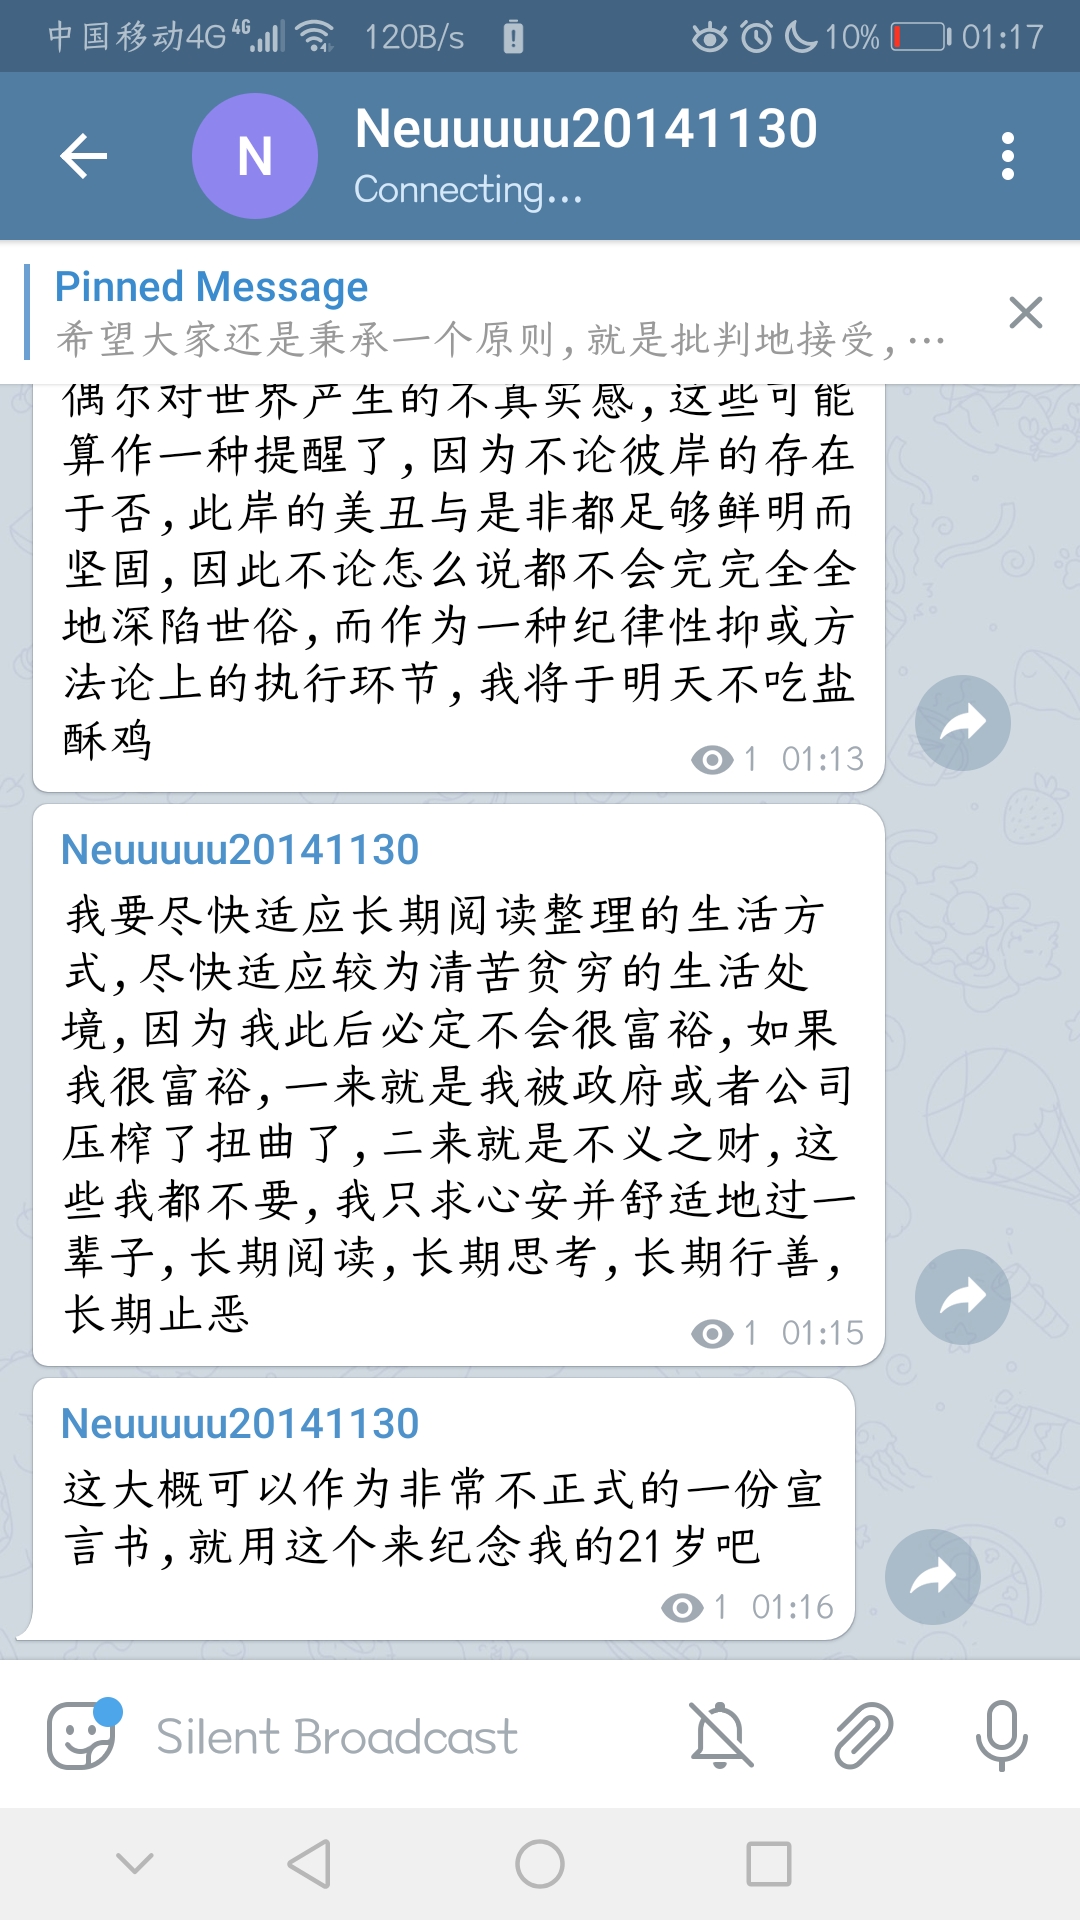 中国移动4G 4G 120B/s 10% 01:17
N
Neuuuuu20141130
Connecting...
Pinned Message
希望大家还是秉承一个原则,就是批判地接受,…
偶尔对世界产生的不真实感,这些可能
算作一种提醒了,因为不论彼岸的存在
于否,此岸的美丑与是非都足够鲜明而
坚固,因此不论怎么说都不会完完全全
地深陷世俗,而作为一种纪律性抑或方
法论上的执行环节,我将于明天不吃盐
酥鸡
1 01:13
Neuuuuu20141130
我要尽快适应长期阅读整理的生活方
式,尽快适应较为清苦贫穷的生活处
境,因为我此后必定不会很富裕,如果
我很富裕,一来就是我被政府或者公司
压榨了扭曲了,二来就是不义之财,这
些我都不要,我只求心安并舒适地过一
辈子,长期阅读,长期思考,长期行善,
长期止恶
1 01:15
Neuuuuu20141130
这大概可以作为非常不正式的一份宣
言书,就用这个来纪念我的21岁吧
1 01:16
Silent Broadcast